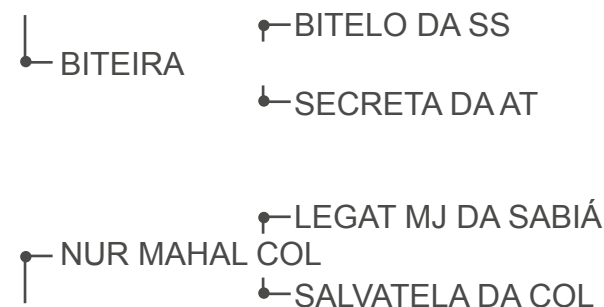 BITELO DA SS
BITEIRA
SECRETA DA AT
LEGAT MJ DA SABIÁ
NUR MAHAL COL
SALVATELA DA COL